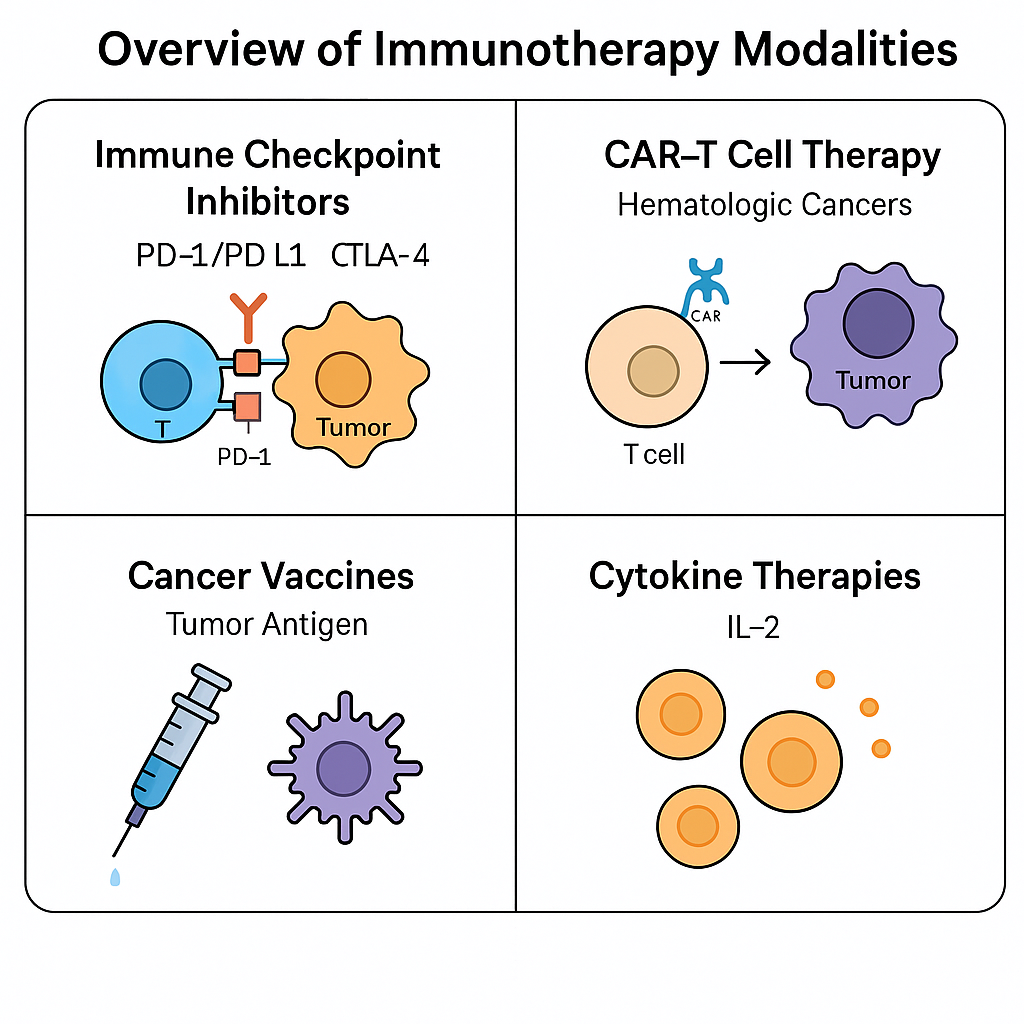 Overview of Immunotherapy Modalities
Immune Checkpoint
Inhibitors
PD–1/PD L1 CTLA-4
T
Tumor
PD–1
CAR–T Cell Therapy
Hematologic Cancers
CAR
Tumor
T cell
Cancer Vaccines
Tumor Antigen
Cytokine Therapies
IL–2